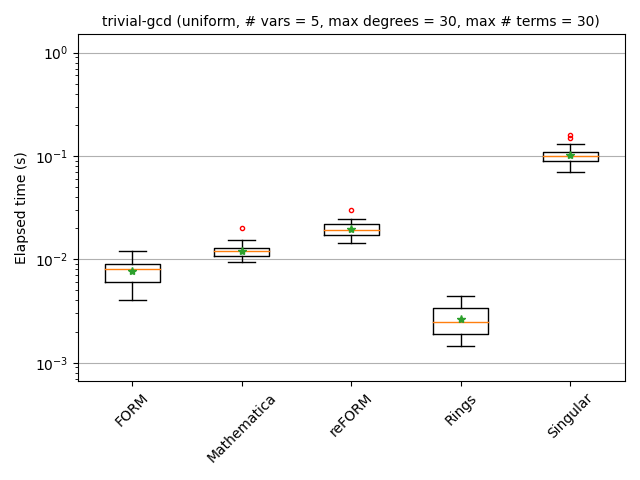 trivial-gcd (uniform, # vars = 5, max degrees = 30, max # terms = 30)
Elapsed time (s)
10⁰
10⁻¹
10⁻²
10⁻³
FORM
Mathematica
reFORM
Rings
Singular